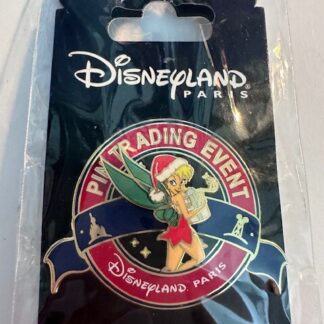 DISNEYLAND
PARIS
PIN TRADING EVENT
DISNEYLAND PARIS